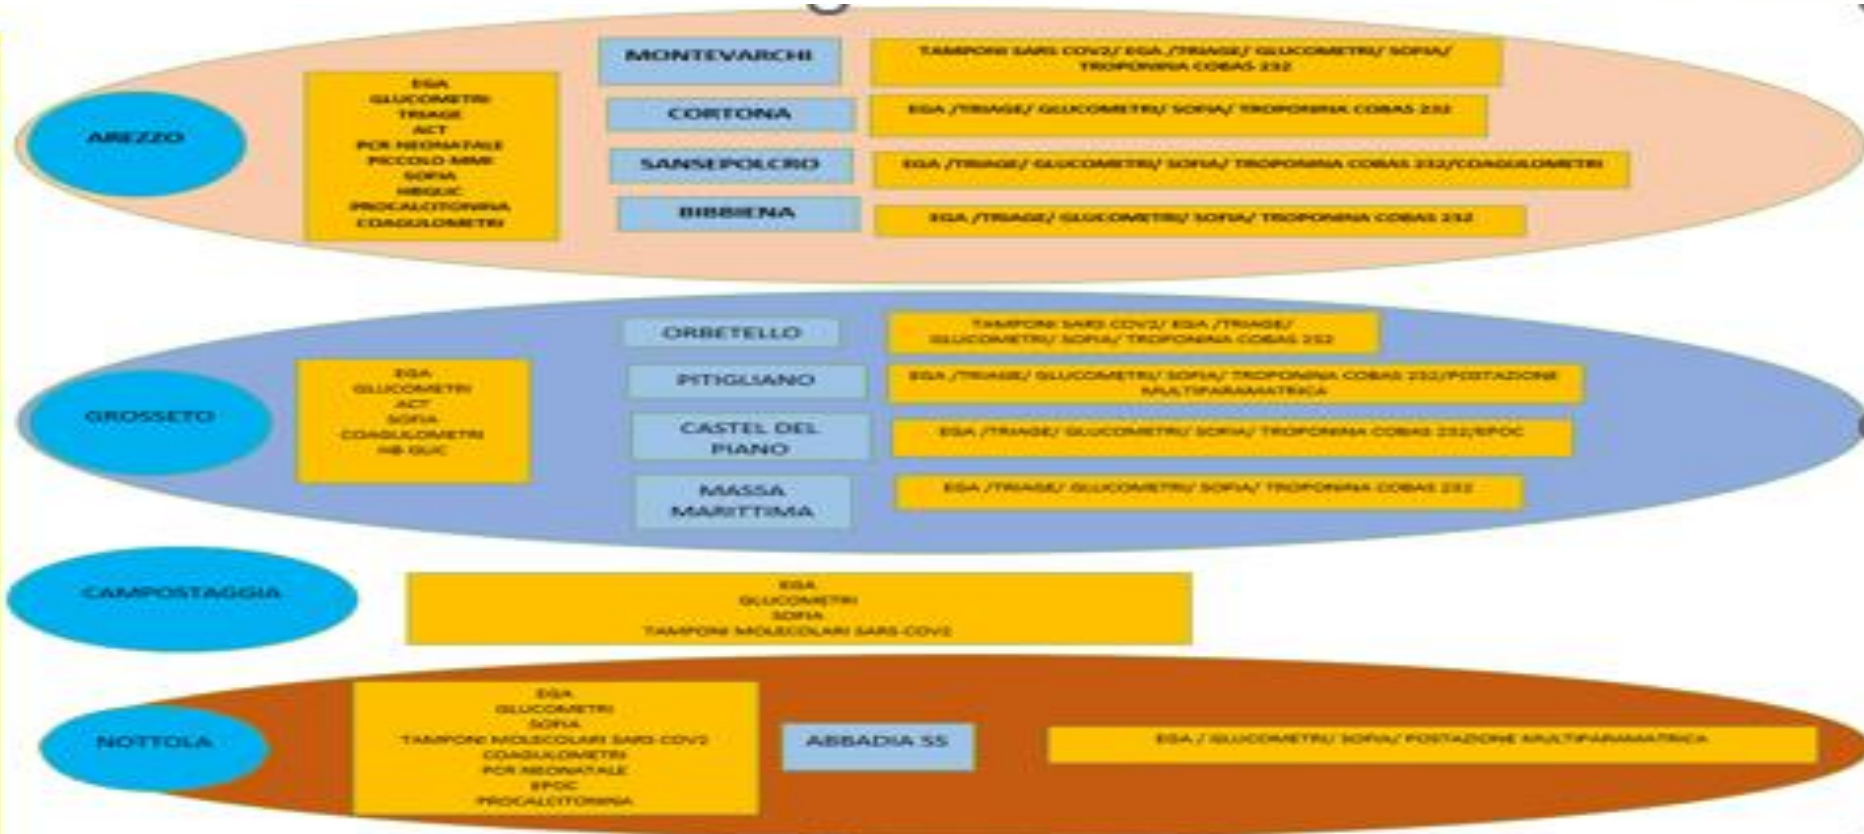 AREZZO
EGA
GLUCOMETRI
TRIAGE
ACT
PCR NEONATALE
PICCOLO MME
SOFIA
HBGLIC
PROCALCITONINA
COAGULOMETRI
MONTEVARCHI
TAMPONI SARS COV2/ EGA /TRIAGE/ GLUCOMETRI/ SOFIA/
TROPONINA COBAS 232
CORTONA
EGA /TRIAGE/ GLUCOMETRI/ SOFIA/ TROPONINA COBAS 232
SANSEPOLCRO
EGA /TRIAGE/ GLUCOMETRI/ SOFIA/ TROPONINA COBAS 232/COAGULOMETRI
BIBBIENA
EGA /TRIAGE/ GLUCOMETRI/ SOFIA/ TROPONINA COBAS 232
GROSSETO
EGA
GLUCOMETRI
ACT
SOFIA
COAGULOMETRI
HB GLIC
ORBETELLO
TAMPONI SARS COV2/ EGA /TRIAGE/
GLUCOMETRI/ SOFIA/ TROPONINA COBAS 232
PITIGLIANO
EGA /TRIAGE/ GLUCOMETRI/ SOFIA/ TROPONINA COBAS 232/POSTAZIONE
MULTIPARAMATRICA
CASTEL DEL
PIANO
EGA /TRIAGE/ GLUCOMETRI/ SOFIA/ TROPONINA COBAS 232/EPOC
MASSA
MARITTIMA
EGA /TRIAGE/ GLUCOMETRI/ SOFIA/ TROPONINA COBAS 232
CAMPOSTAGGIA
EGA
GLUCOMETRI
SOFIA
TAMPONI MOLECOLARI SARS-COV2
NOTTOLA
EGA
GLUCOMETRI
SOFIA
TAMPONI MOLECOLARI SARS-COV2
COAGULOMETRI
PCR NEONATALE
EPOC
PROCALCITONINA
ABBADIA SS
EGA / GLUCOMETRI/ SOFIA/ POSTAZIONE MULTIPARAMATRICA